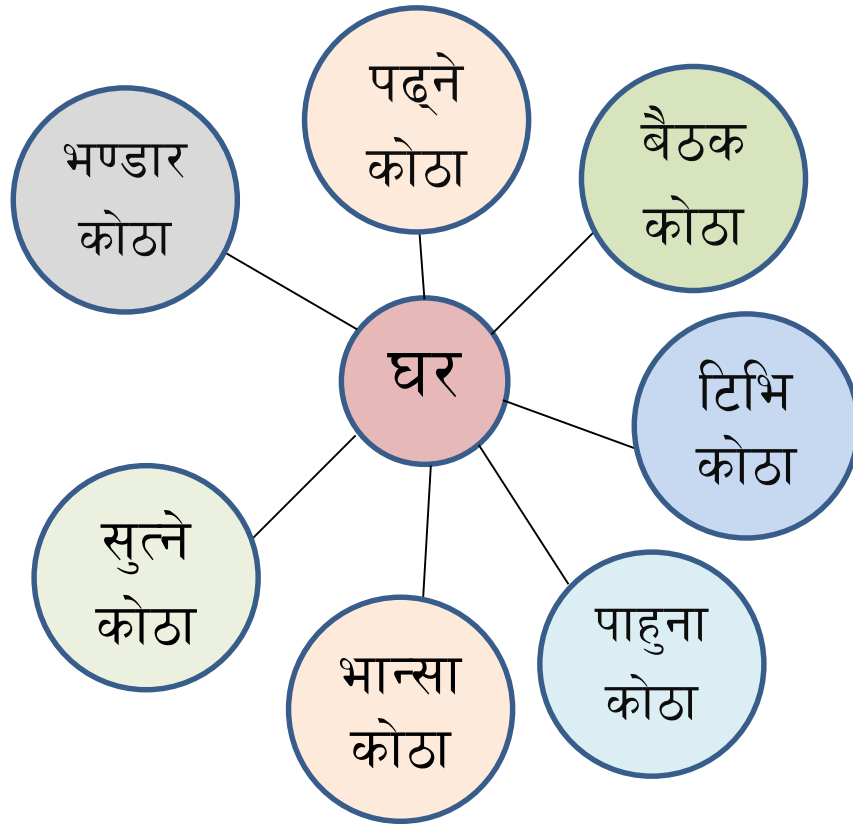 पढ्ने
कोठा
बैठक
कोठा
भण्डार
कोठा
घर
टिभि
कोठा
सुत्ने
कोठा
पाहुना
कोठा
भान्सा
कोठा